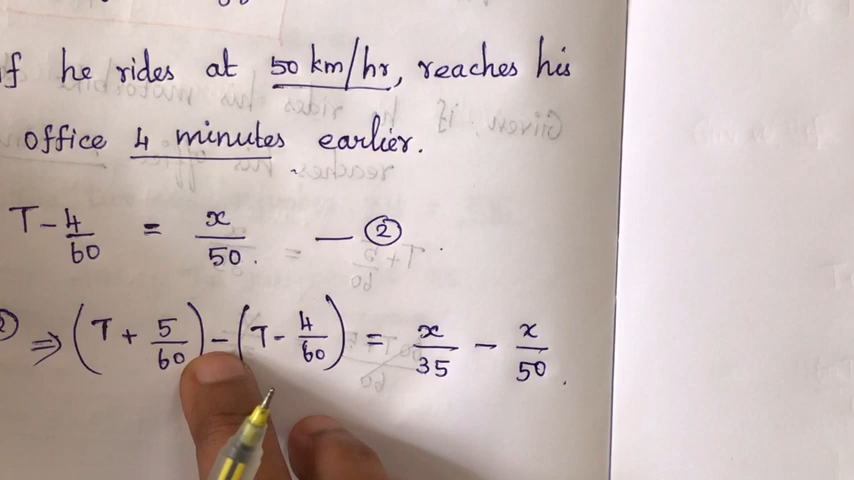 if he rides at 50 km/hr, reaches his
office 4 minutes earlier.
T - 4/60 = x/50. — ②
⇒ (T + 5/60) - (T - 4/60) = x/35 - x/50.